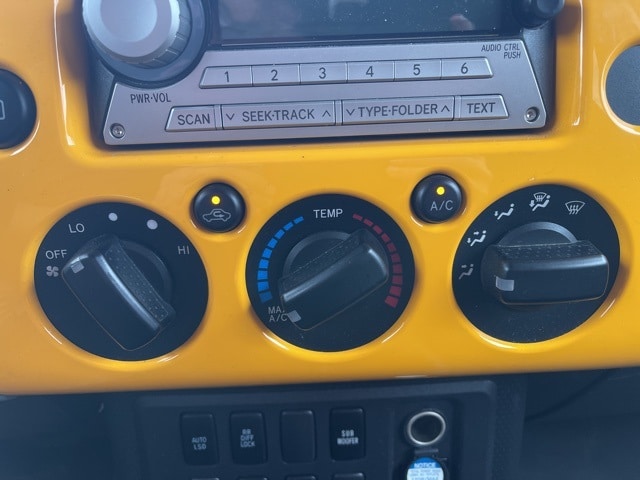 AUDIO CTRL
PUSH
1 2 3 4 5 6
PWR·VOL
SCAN ∨ SEEK·TRACK ∧ ∨ TYPE·FOLDER ∧ TEXT
TEMP
A/C
LO
OFF
HI
MAX
A/C
AUTO
LSD
RR
DIFF
LOCK
SUB
WOOFER
NOTICE